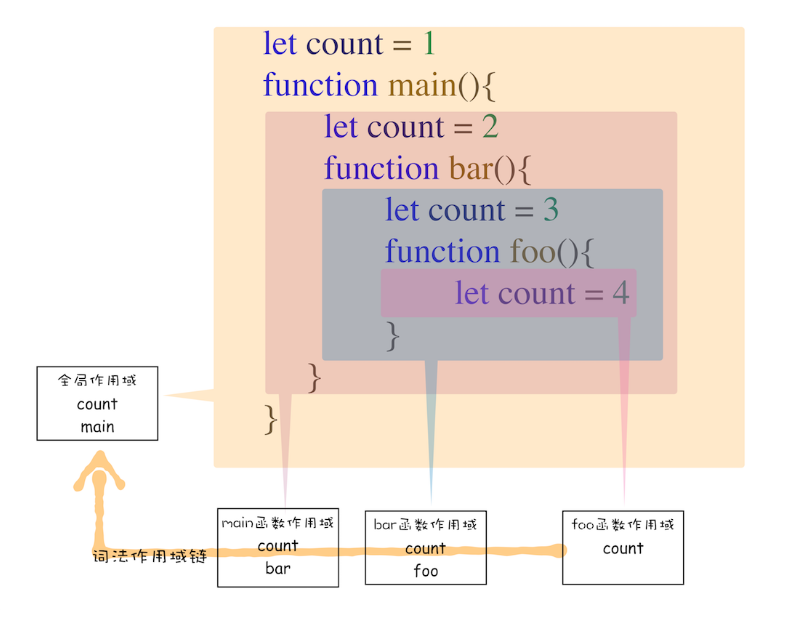 let count = 1
function main(){
let count = 2
function bar(){
let count = 3
function foo(){
let count = 4
}
}
}
全局作用域
count
main
词法作用域链
main函数作用域
count
bar
bar函数作用域
count
foo
foo函数作用域
count